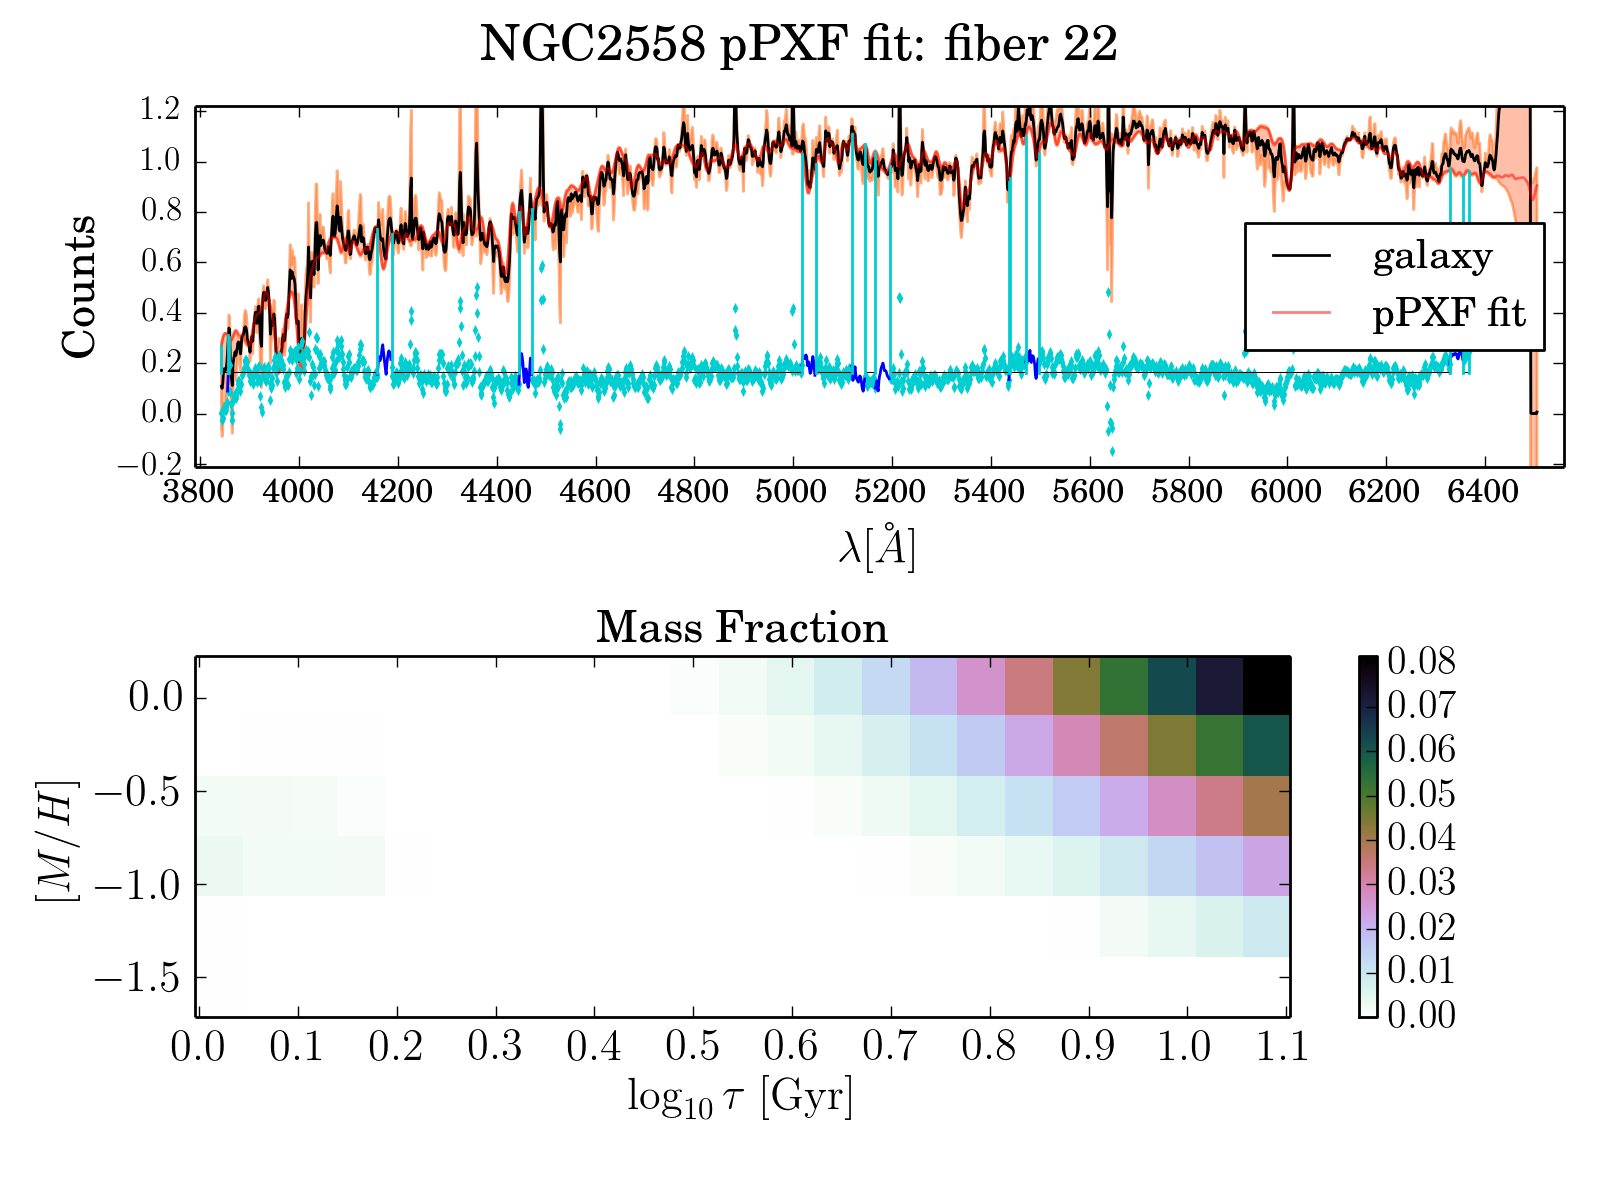 NGC2558 pPXF fit: fiber 22
1.2
1.0
0.8
0.6
0.4
0.2
0.0
−0.2
Counts
galaxy
pPXF fit
3800 4000 4200 4400 4600 4800 5000 5200 5400 5600 5800 6000 6200 6400
λ[Å]
Mass Fraction
0.0
−0.5
−1.0
−1.5
[M/H]
0.0 0.1 0.2 0.3 0.4 0.5 0.6 0.7 0.8 0.9 1.0 1.1
log₁₀ τ [Gyr]
0.08
0.07
0.06
0.05
0.04
0.03
0.02
0.01
0.00